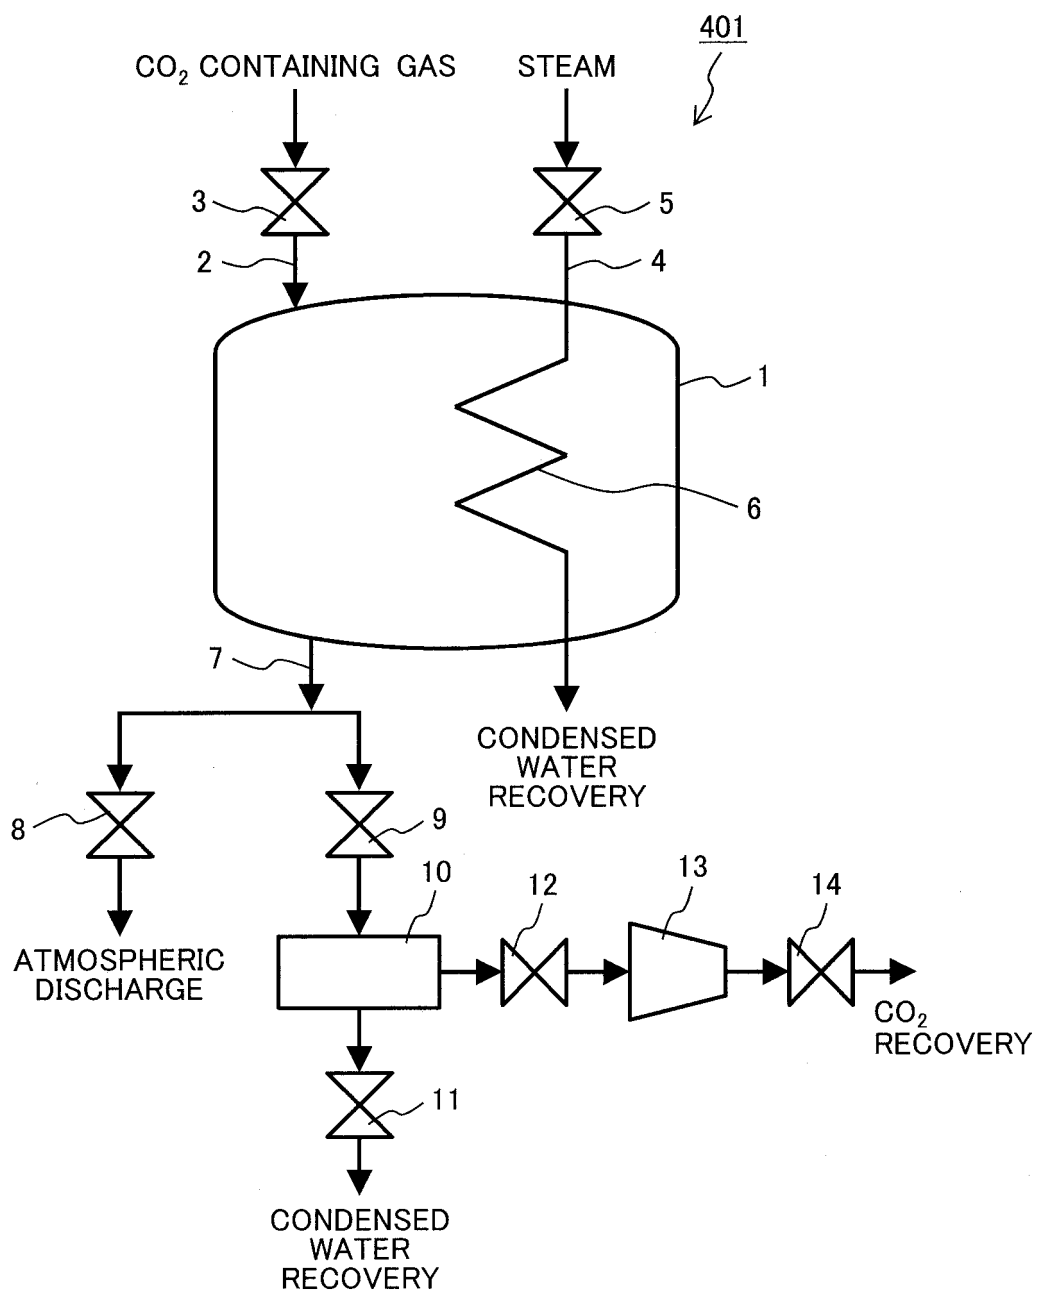 401
CO₂ CONTAINING GAS
STEAM
3
5
2
4
1
6
7
CONDENSED
WATER
RECOVERY
8
9
10
12
13
14
ATMOSPHERIC
DISCHARGE
CO₂
RECOVERY
11
CONDENSED
WATER
RECOVERY